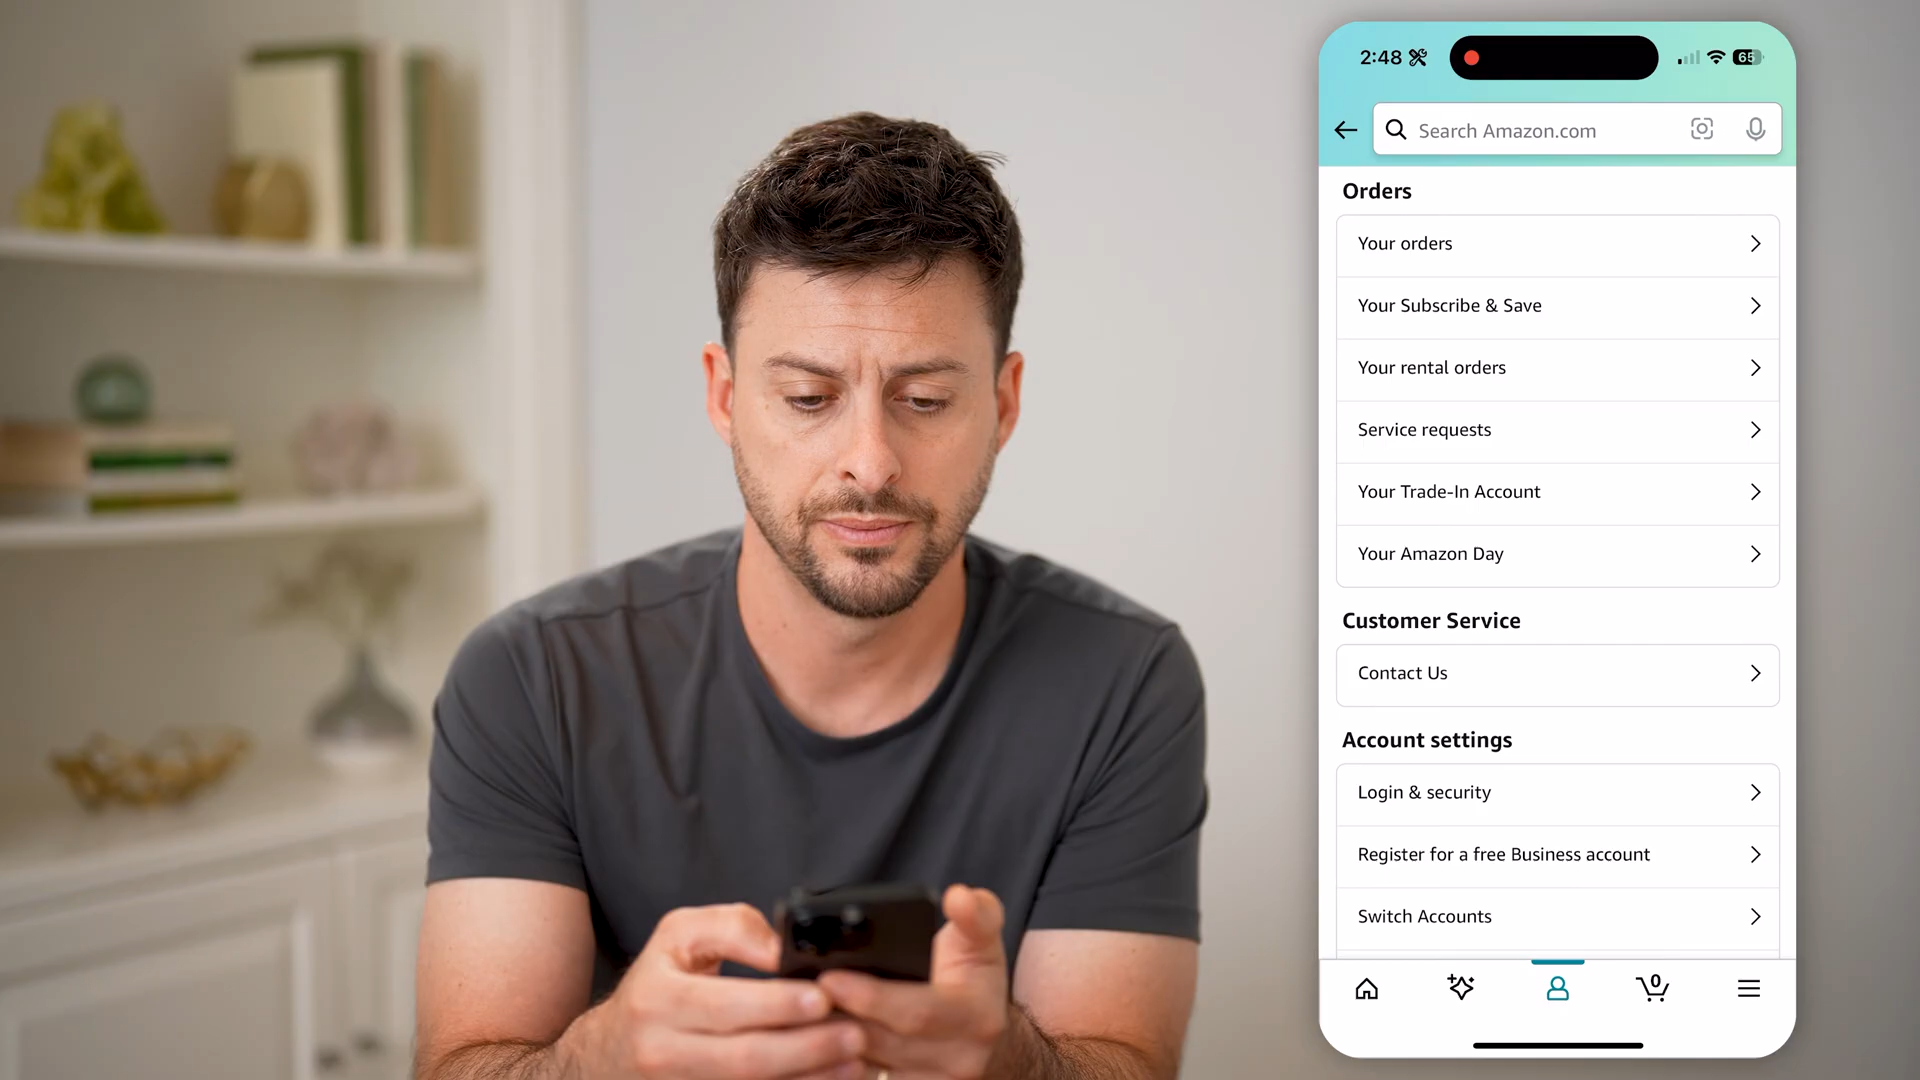 2:48
65
Search Amazon.com
Orders
Your orders
Your Subscribe & Save
Your rental orders
Service requests
Your Trade-In Account
Your Amazon Day
Customer Service
Contact Us
Account settings
Login & security
Register for a free Business account
Switch Accounts
0